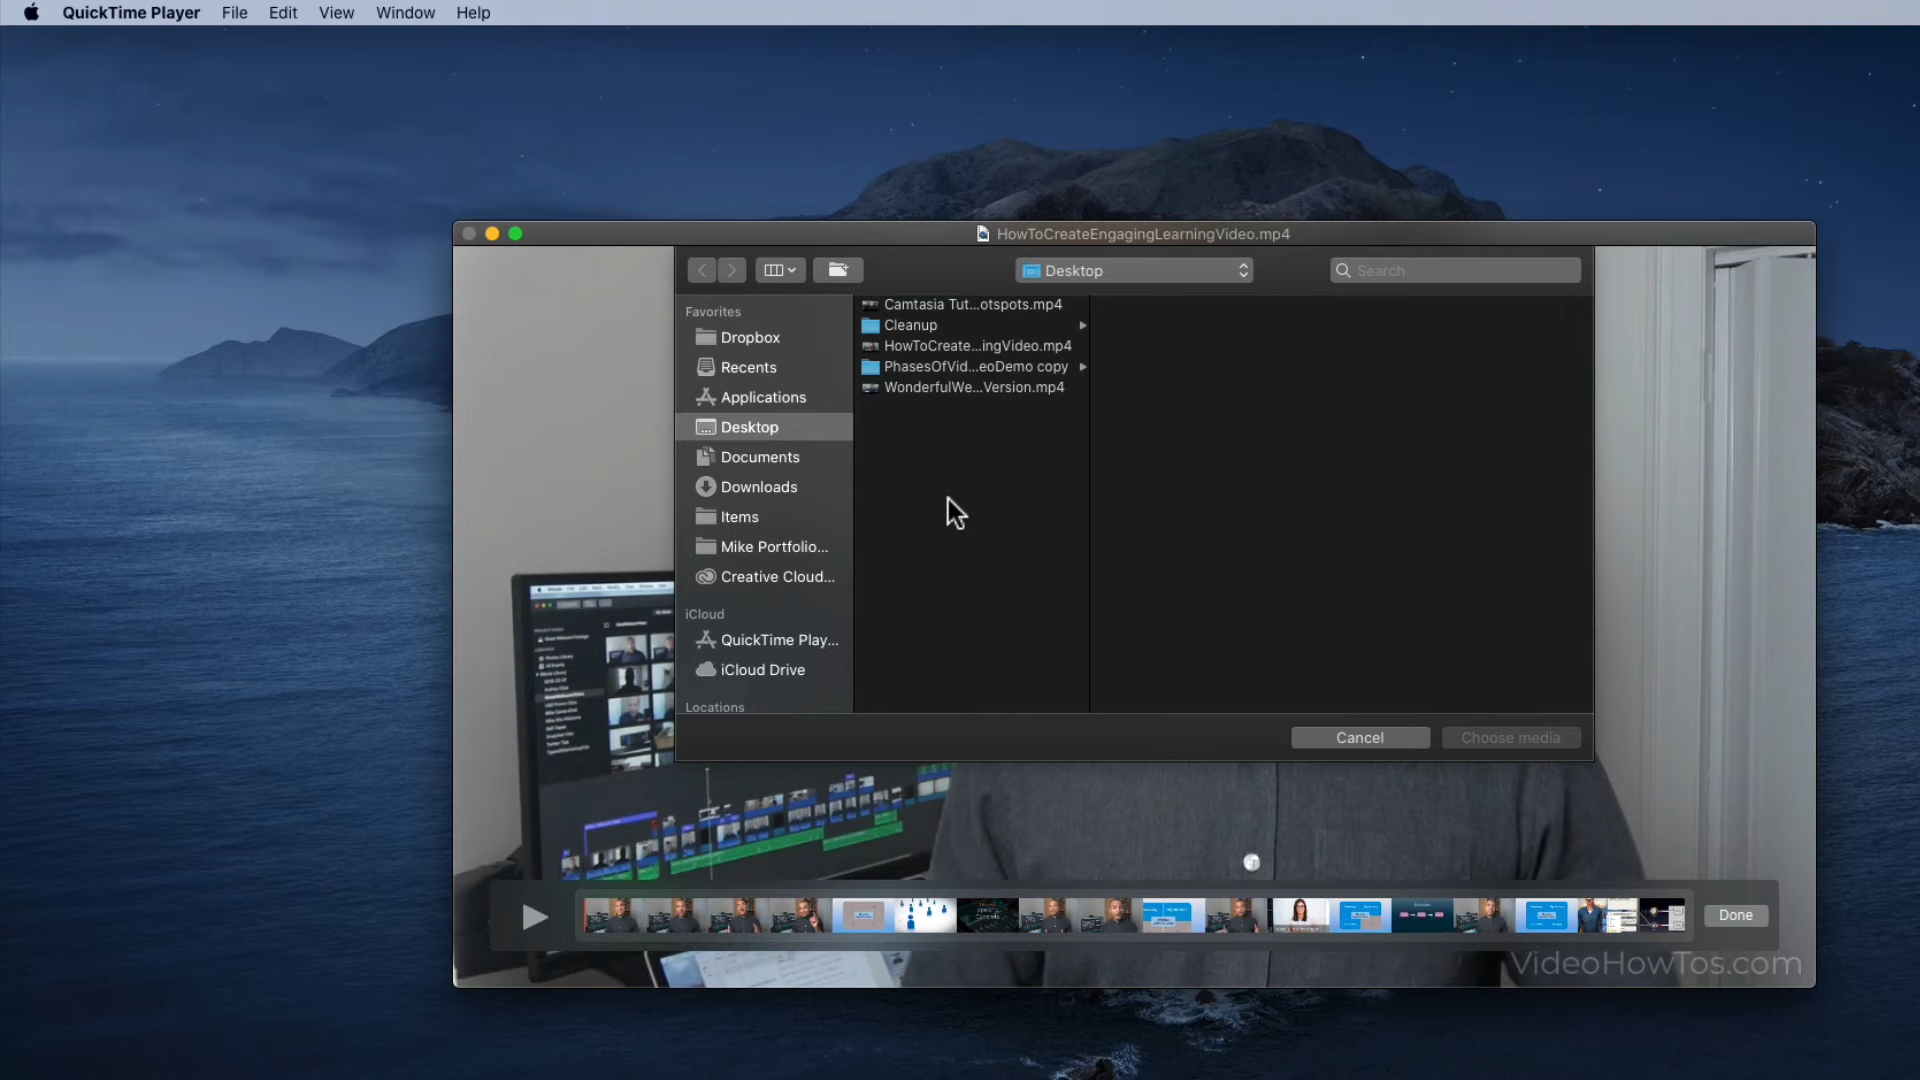 QuickTime Player File Edit View Window Help
HowToCreateEngagingLearningVideo.mp4
Desktop
Search
Favorites
Dropbox
Recents
Applications
Desktop
Documents
Downloads
Items
Mike Portfolio...
Creative Cloud...
iCloud
QuickTime Play...
iCloud Drive
Locations
Camtasia Tut...otspots.mp4
Cleanup
HowToCreate...ingVideo.mp4
PhasesOfVid...eoDemo copy
WonderfulWe...Version.mp4
Cancel
Choose media
Done
VideoHowTos.com